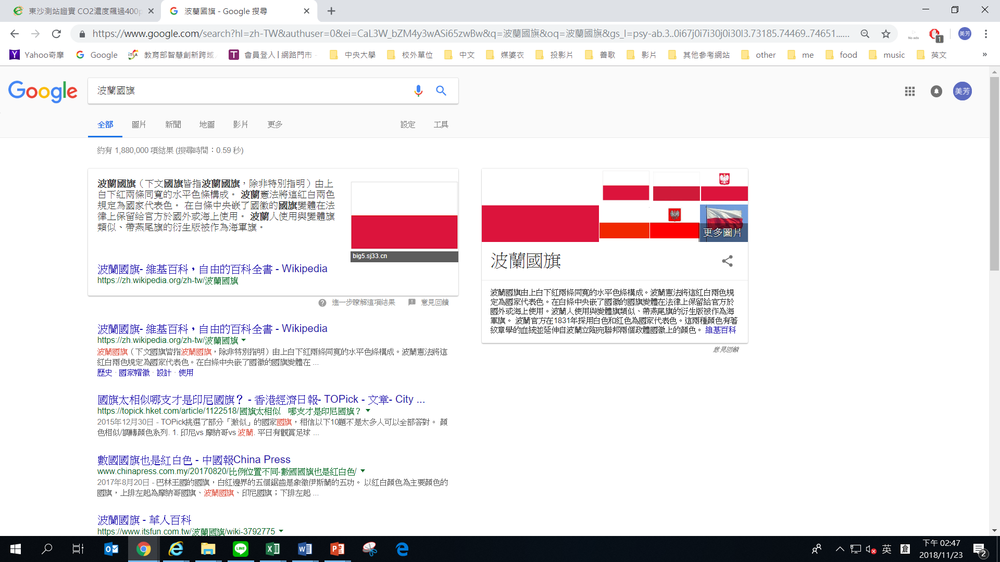 東沙測站證實 CO2濃度飆過400p
波蘭國旗 - Google 搜尋
https://www.google.com/search?hl=zh-TW&authuser=0&ei=CaL3W_bZM4y3wASi65zwBw&q=波蘭國旗&oq=波蘭國旗&gs_l=psy-ab.3..0i67j0i7i30j0i30l3.73185.74469..74651......
No ads
1
美芳
Yahoo奇摩
Google
教育部智慧創新跨域
會員登入 | 網路門市 -
中央大學
校外單位
中文
媒婆衣
投影片
善歌
影片
其他參考網站
other
me
food
music
英文
»
Google
波蘭國旗
美芳
全部
圖片
新聞
地圖
影片
更多
設定
工具
約有 1,880,000 項結果 (搜尋時間：0.59 秒)
波蘭國旗（下文國旗皆指波蘭國旗，除非特別指明）由上
白下紅兩條同寬的水平色條構成。 波蘭憲法將這紅白兩色
規定為國家代表色。 在白條中央嵌了國徽的國旗變體在法
律上保留給官方於國外或海上使用。 波蘭人使用與變體旗
類似、帶燕尾旗的衍生版被作為海軍旗。
big5.sj33.cn
波蘭國旗- 維基百科，自由的百科全書 - Wikipedia
https://zh.wikipedia.org/zh-tw/波蘭國旗
進一步瞭解這項結果
意見回饋
波蘭國旗- 維基百科，自由的百科全書 - Wikipedia
https://zh.wikipedia.org/zh-tw/波蘭國旗
波蘭國旗（下文國旗皆指波蘭國旗，除非特別指明）由上白下紅兩條同寬的水平色條構成。波蘭憲法將這
紅白兩色規定為國家代表色。在白條中央嵌了國徽的國旗變體在 ...
歷史 · 國家帽徽 · 設計 · 使用
國旗太相似哪支才是印尼國旗？ - 香港經濟日報- TOPick - 文章- City ...
https://topick.hket.com/article/1122518/國旗太相似 哪支才是印尼國旗？
2015年12月30日 - TOPick挑選了部分「激似」的國家國旗，相信以下10題不是太多人可以全部答對。 顏
色相似/調轉顏色系列. 1. 印尼vs 摩納哥vs 波蘭. 平日有觀賞足球 ...
數國國旗也是紅白色 - 中國報China Press
www.chinapress.com.my/20170820/比例位置不同-數國國旗也是紅白色/
2017年8月20日 - 巴林王國的國旗，白紅邊界的五個鋸齒是象徵伊斯蘭的五功。 以紅白顏色為主要顏色的
國旗，上排左起為摩納哥國旗、波蘭國旗、印尼國旗；下排左起 ...
波蘭國旗 - 華人百科
https://www.itsfun.com.tw/波蘭國旗/wiki-3792775
更多圖片
波蘭國旗
波蘭國旗由上白下紅兩條同寬的水平色條構成。波蘭憲法將這紅白兩色規
定為國家代表色。在白條中央嵌了國徽的國旗變體在法律上保留給官方於
國外或海上使用。波蘭人使用與變體旗類似、帶燕尾旗的衍生版被作為海
軍旗。 波蘭官方在1831年採用白色和紅色為國家代表色。這兩種顏色有著
紋章學的血統並延伸自波蘭立陶宛聯邦兩個政體國徽上的顏色。 維基百科
意見回饋
LINE
英
倉
下午 02:47
2018/11/23
2